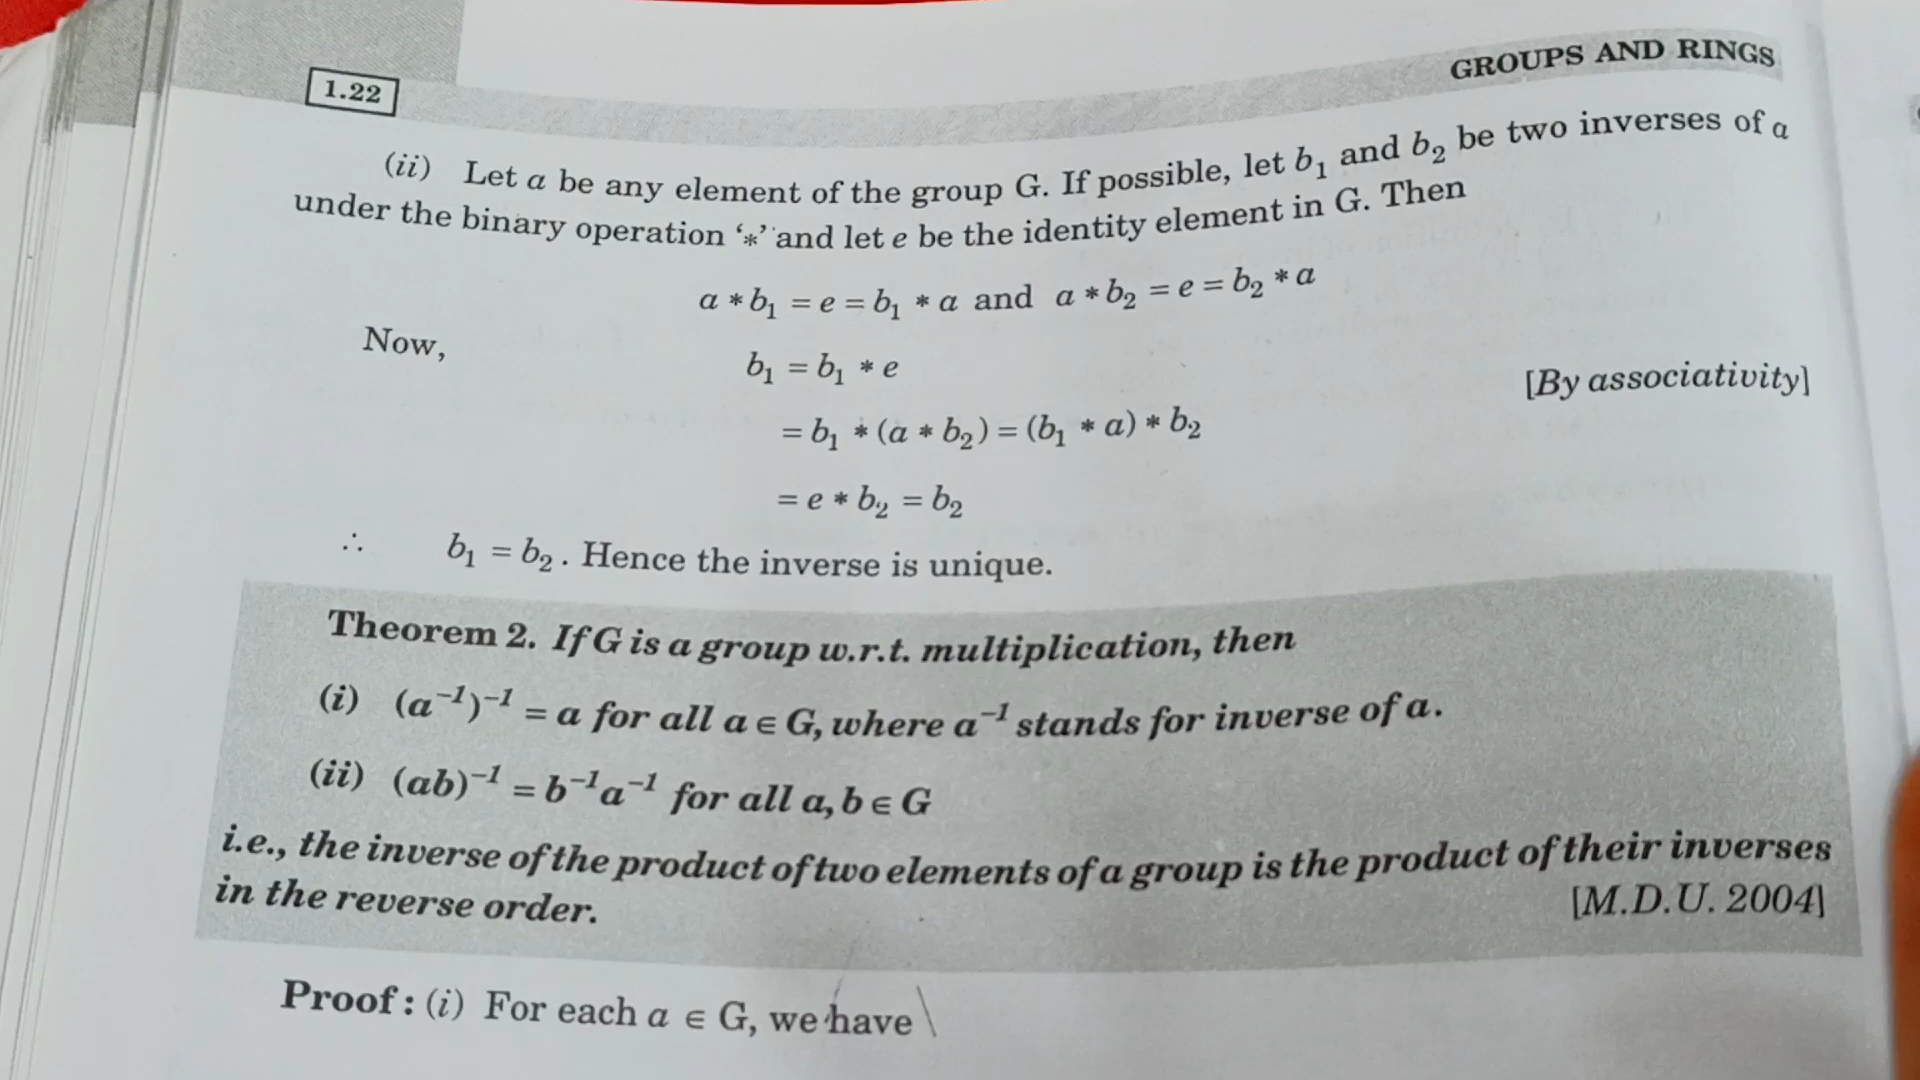 1.22
GROUPS AND RINGS
(ii) Let a be any element of the group G. If possible, let b₁ and b₂ be two inverses of a
under the binary operation ‘*’ and let e be the identity element in G. Then
a * b₁ = e = b₁ * a and a * b₂ = e = b₂ * a
Now, b₁ = b₁ * e
[By associativity]
= b₁ * (a * b₂) = (b₁ * a) * b₂
= e * b₂ = b₂
∴ b₁ = b₂. Hence the inverse is unique.
Theorem 2. If G is a group w.r.t. multiplication, then
(i) (a⁻¹)⁻¹ = a for all a ∈ G, where a⁻¹ stands for inverse of a.
(ii) (ab)⁻¹ = b⁻¹a⁻¹ for all a, b ∈ G
i.e., the inverse of the product of two elements of a group is the product of their inverses
in the reverse order. [M.D.U. 2004]
Proof : (i) For each a ∈ G, we have